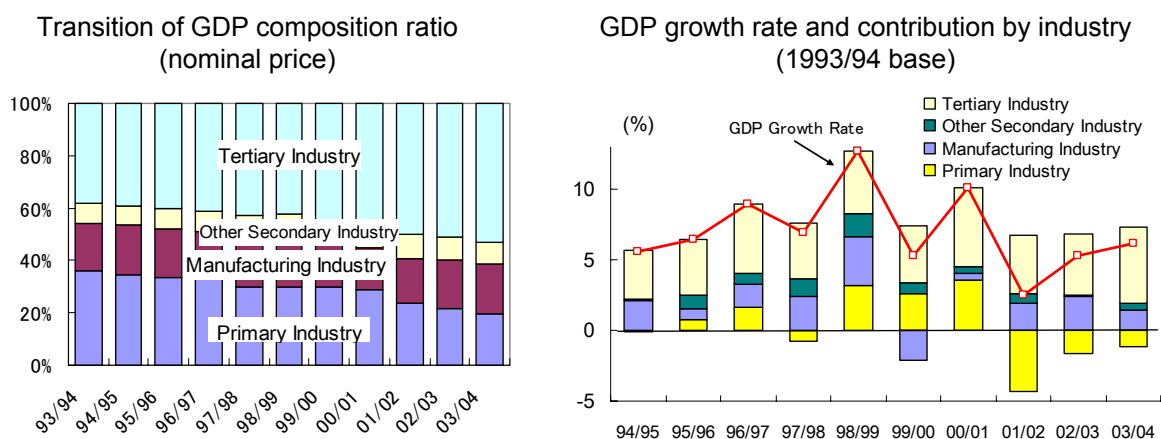 Transition of GDP composition ratio
(nominal price)
100%
80%
60%
40%
20%
0%
Tertiary Industry
Other Secondary Industry
Manufacturing Industry
Primary Industry
93/94
94/95
95/96
96/97
97/98
98/99
99/00
00/01
01/02
02/03
03/04
GDP growth rate and contribution by industry
(1993/94 base)
(%)
GDP Growth Rate
Tertiary Industry
Other Secondary Industry
Manufacturing Industry
Primary Industry
10
5
0
-5
94/95 95/96 96/97 97/98 98/99 99/00 00/01 01/02 02/03 03/04